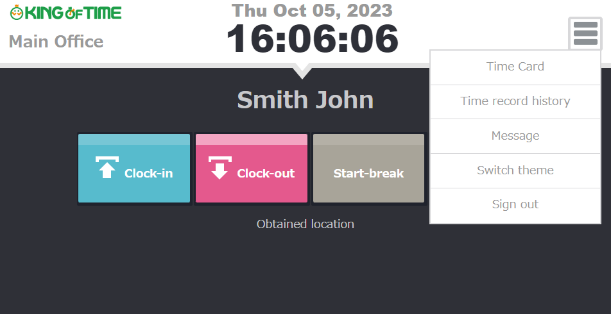 KING OF TIME
Thu Oct 05, 2023
Main Office
16:06:06
Time Card
Time record history
Message
Switch theme
Sign out
Smith John
Clock-in
Clock-out
Start-break
Obtained location